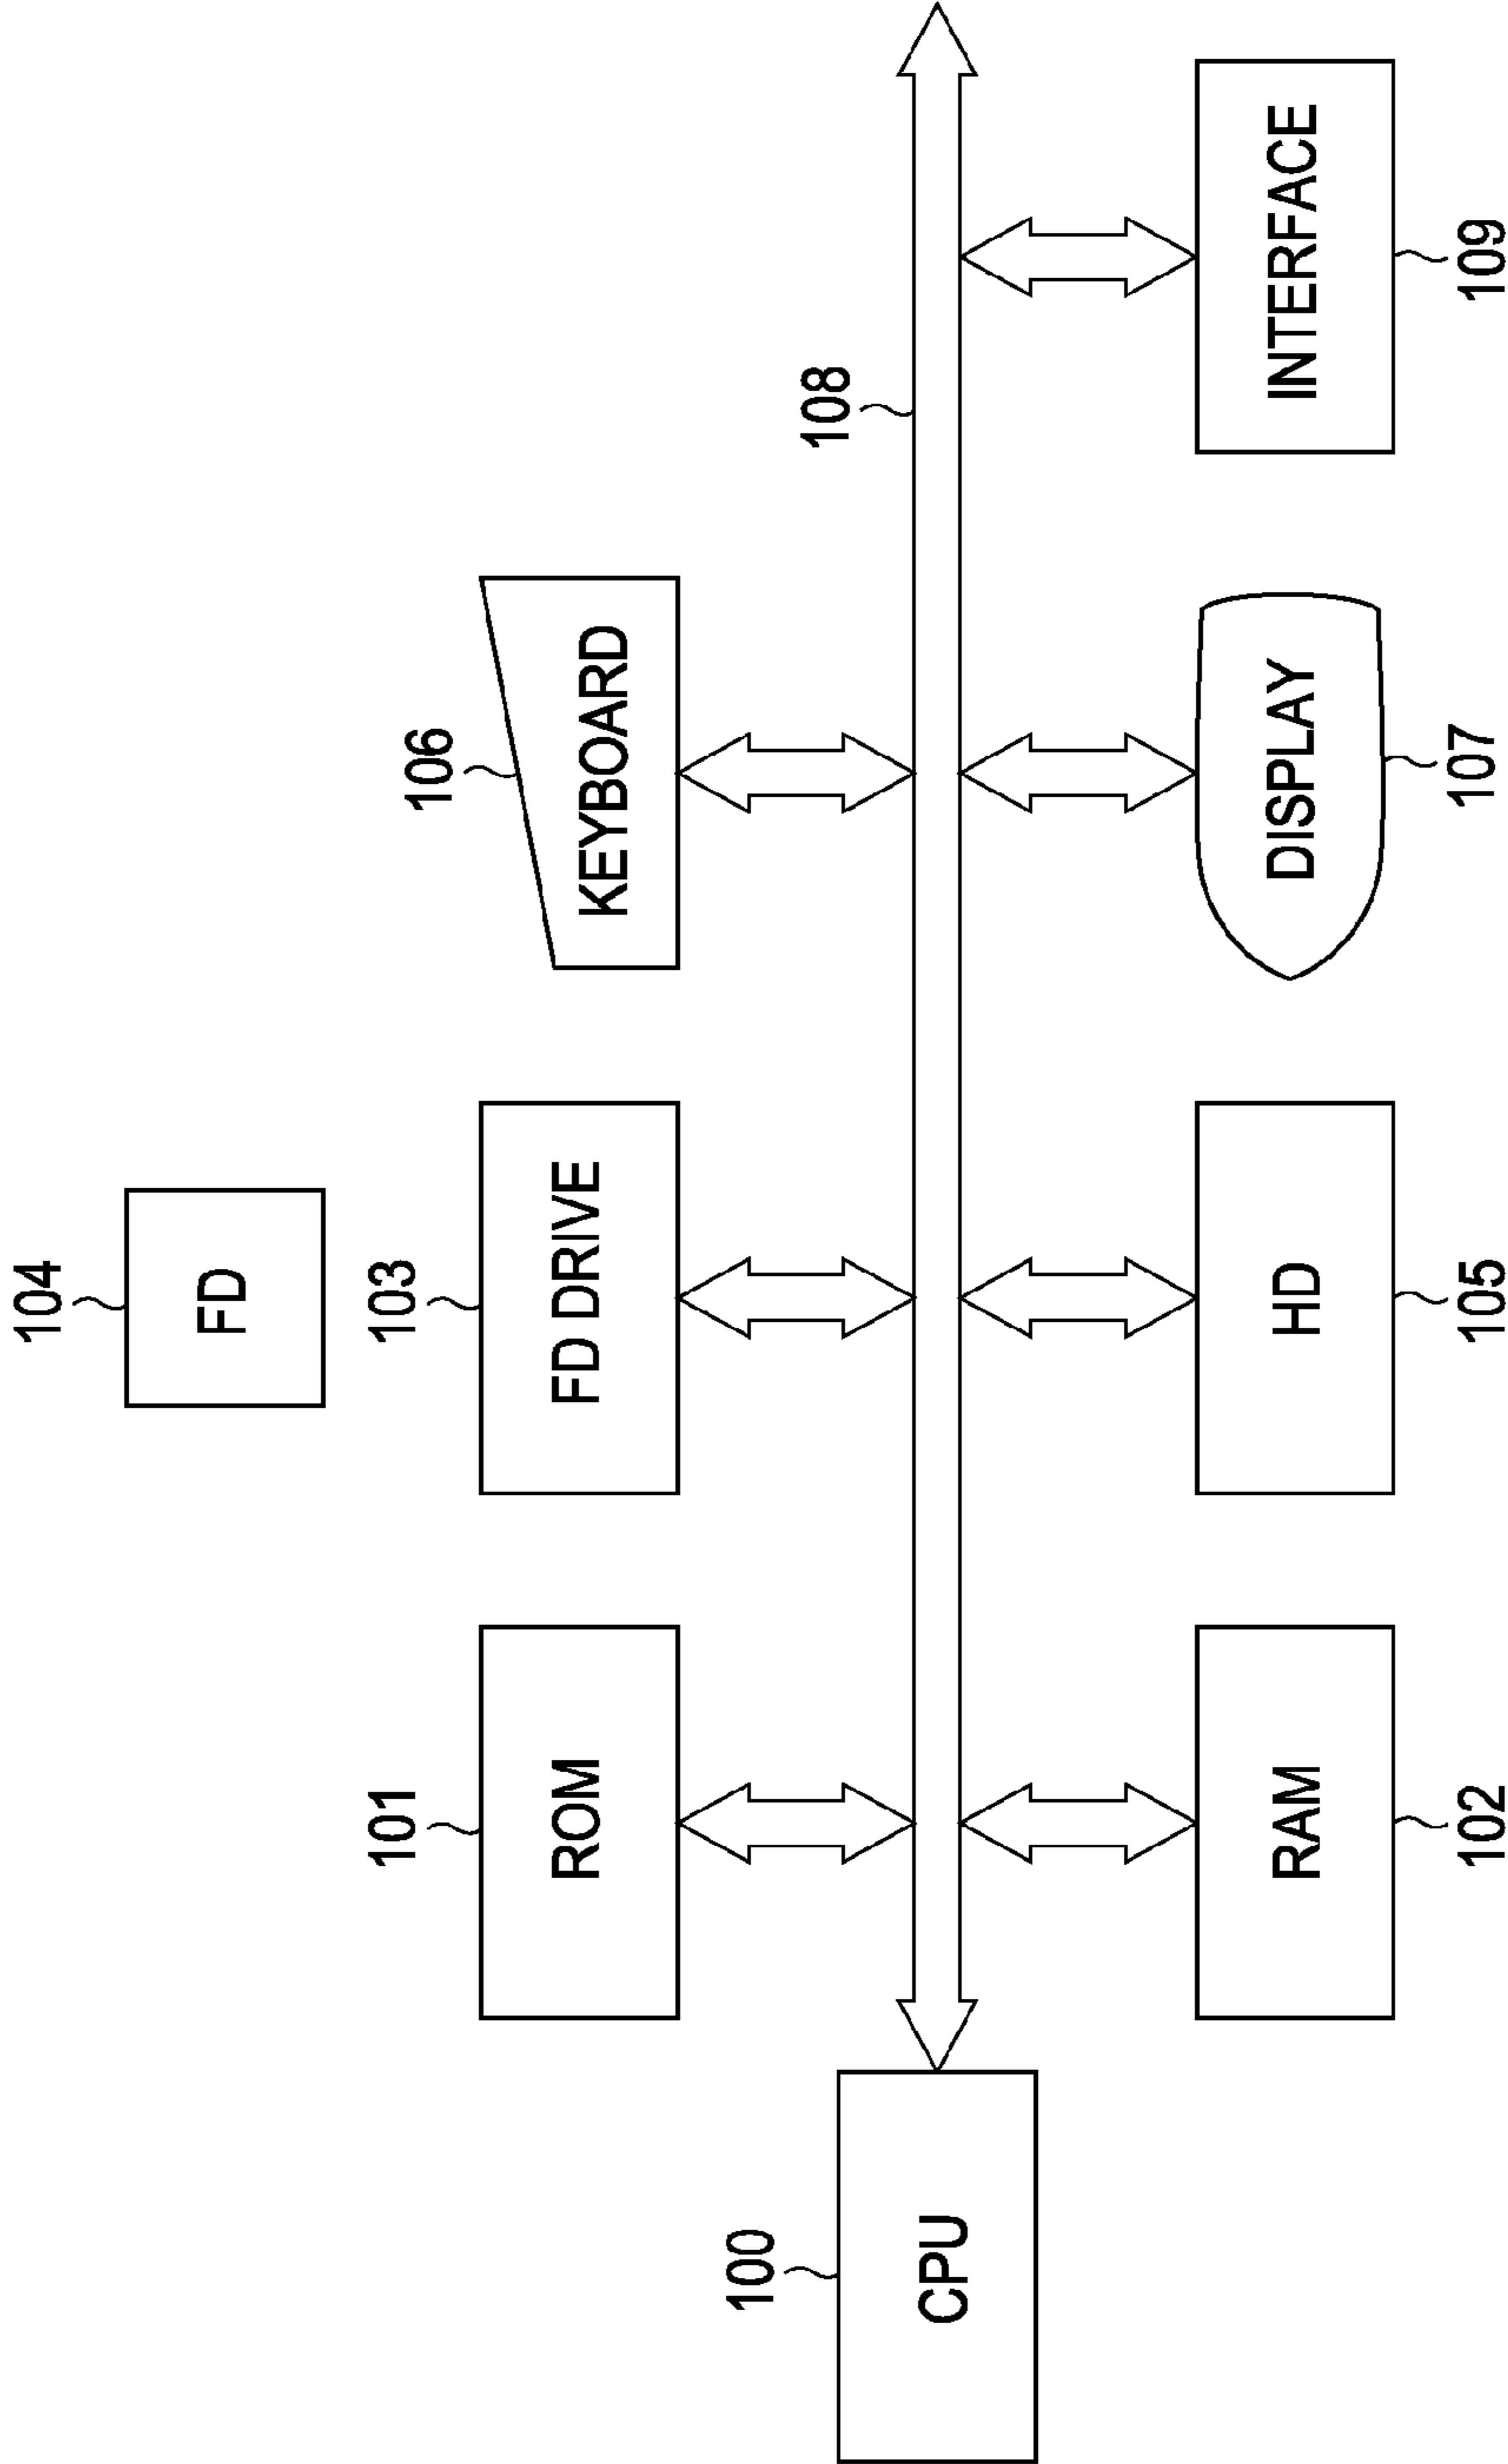 104
FD
101
103
106
ROM
FD DRIVE
KEYBOARD
100
108
CPU
RAM
HD
DISPLAY
INTERFACE
102
105
107
109